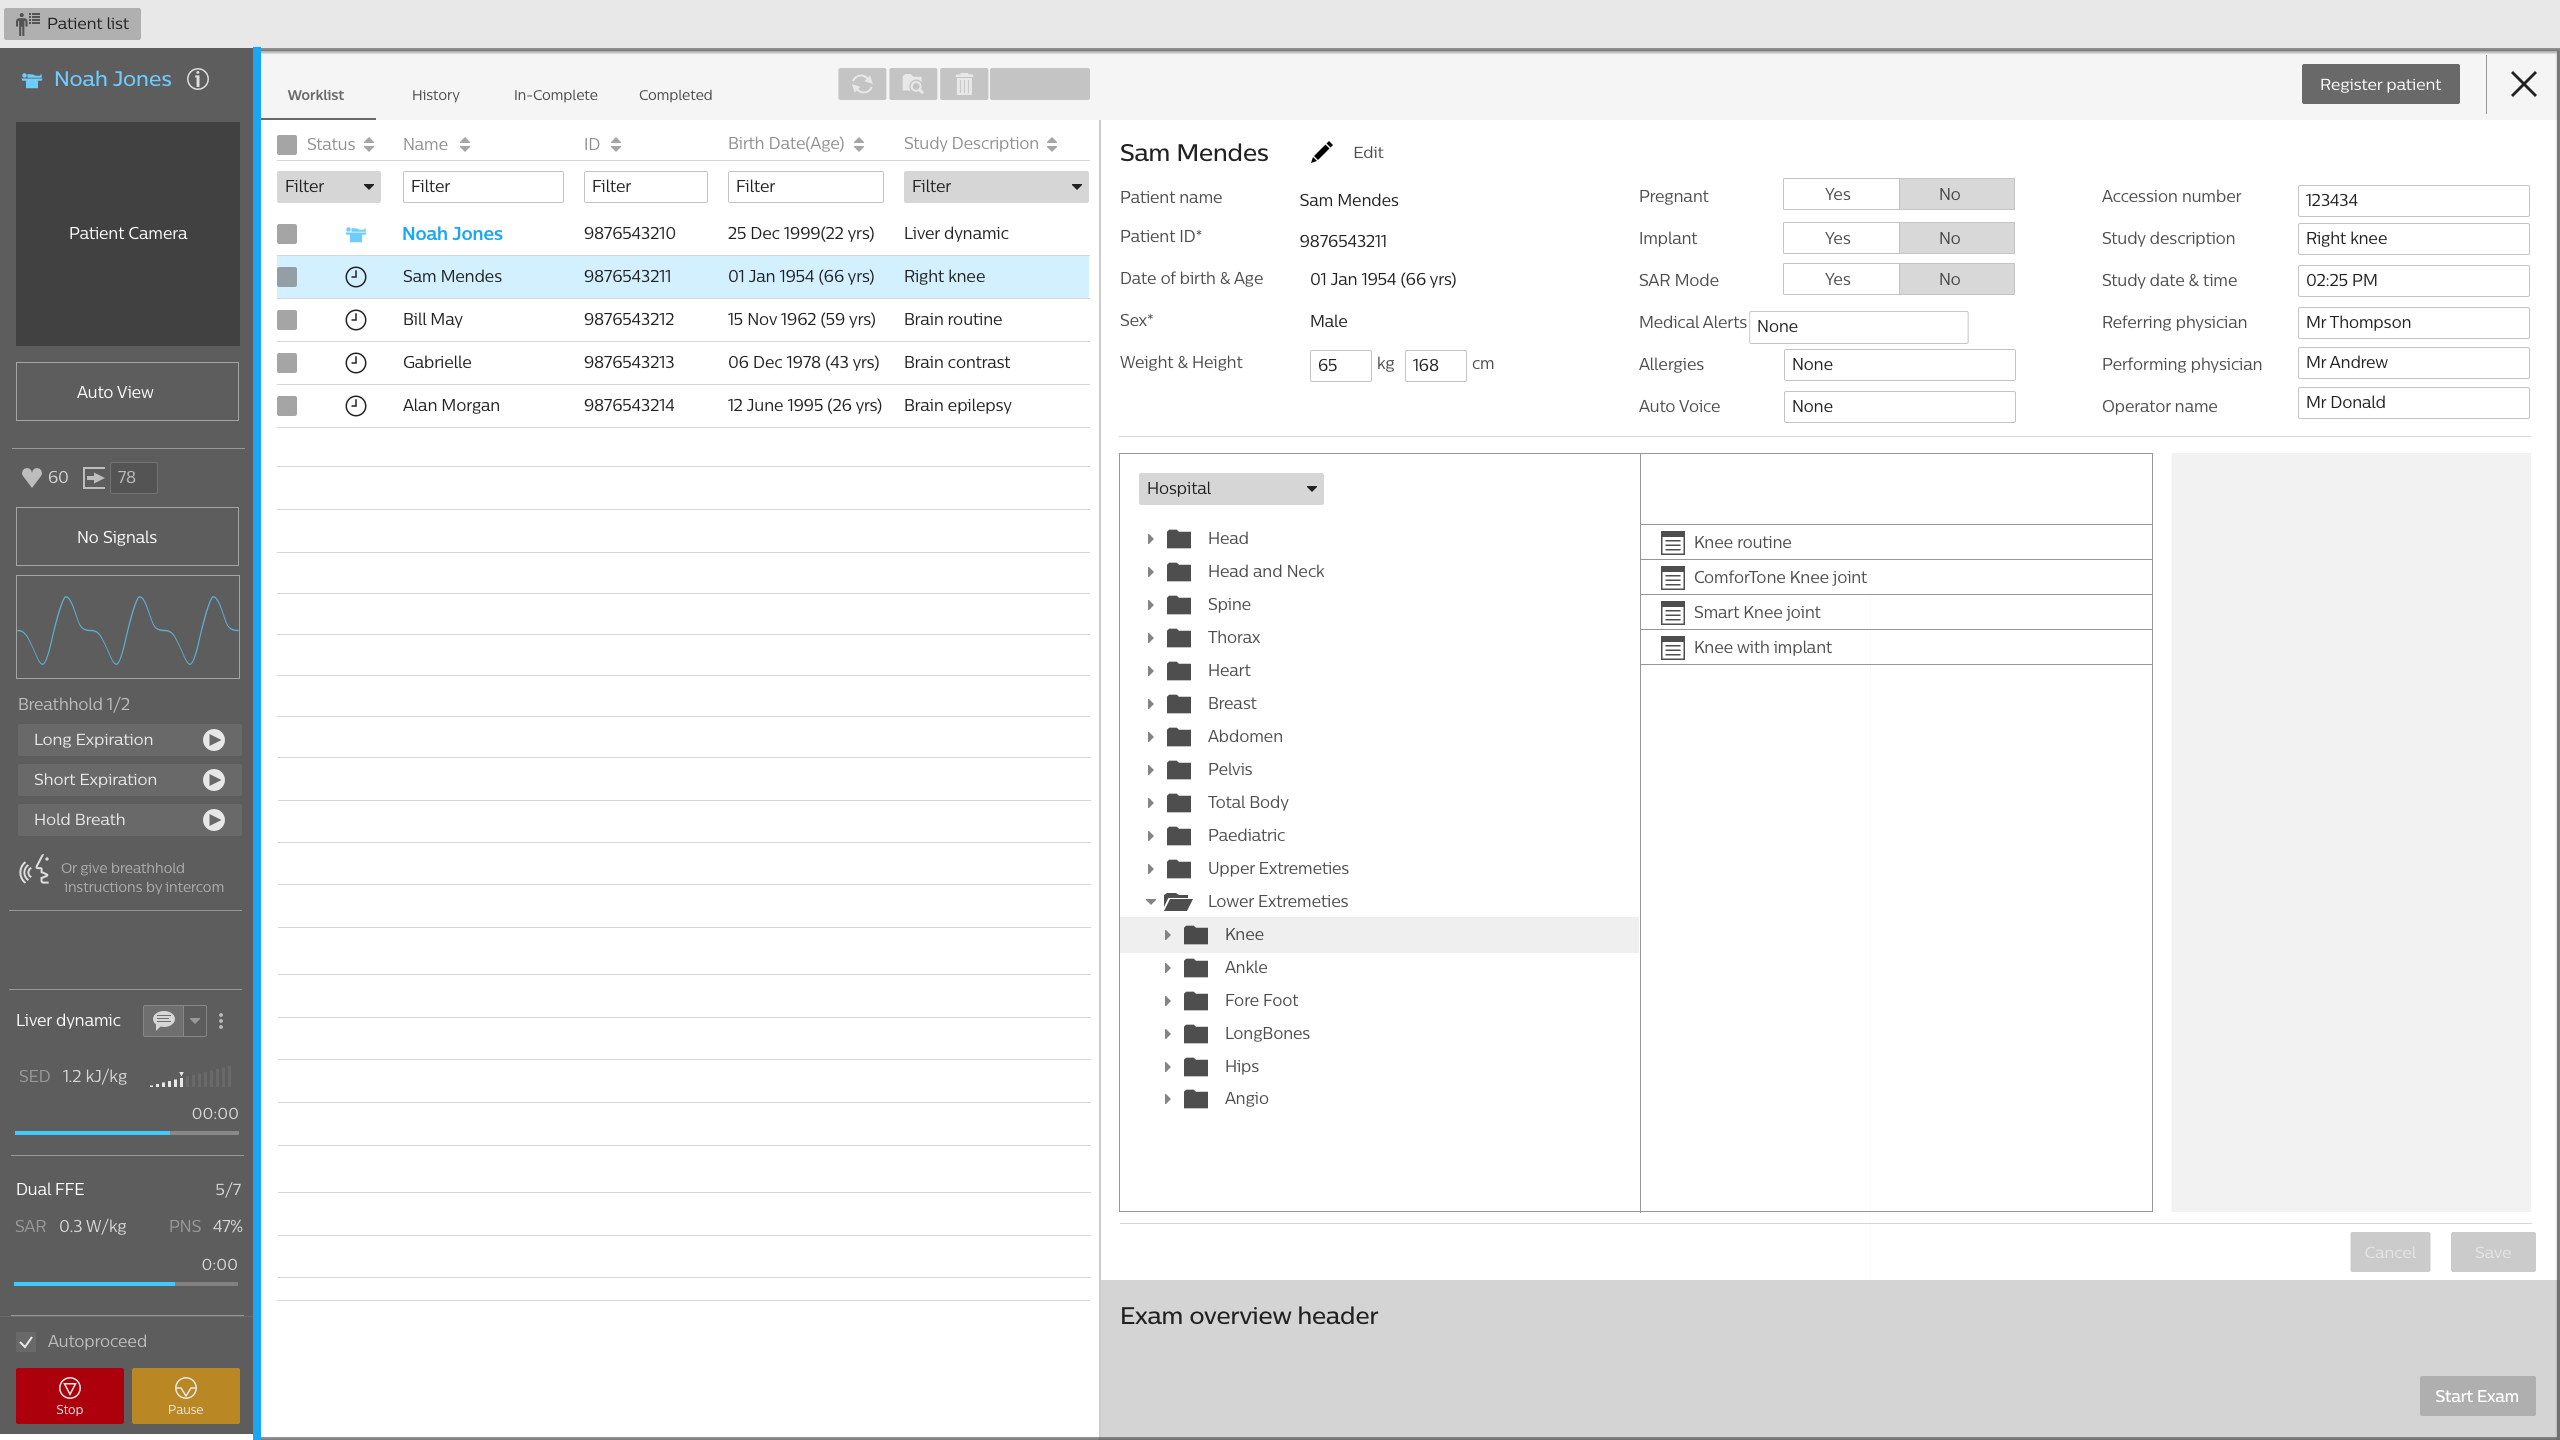 Patient list
Noah Jones
Patient Camera
Auto View
60 78
No Signals
Breathhold 1/2
Long Expiration
Short Expiration
Hold Breath
Or give breathhold
instructions by intercom
Liver dynamic
SED 1.2 kJ/kg
00:00
Dual FFE 5/7
SAR 0.3 W/kg PNS 47%
0:00
Autoproceed
Stop Pause
Worklist History In-Complete Completed
Register patient
Status Name ID Birth Date(Age) Study Description
Filter Filter Filter Filter Filter
Noah Jones 9876543210 25 Dec 1999(22 yrs) Liver dynamic
Sam Mendes 9876543211 01 Jan 1954 (66 yrs) Right knee
Bill May 9876543212 15 Nov 1962 (59 yrs) Brain routine
Gabrielle 9876543213 06 Dec 1978 (43 yrs) Brain contrast
Alan Morgan 9876543214 12 June 1995 (26 yrs) Brain epilepsy
Sam Mendes Edit
Patient name Sam Mendes
Patient ID* 9876543211
Date of birth & Age 01 Jan 1954 (66 yrs)
Sex* Male
Weight & Height 65 kg 168 cm
Pregnant Yes No
Implant Yes No
SAR Mode Yes No
Medical Alerts None
Allergies None
Auto Voice None
Accession number 123434
Study description Right knee
Study date & time 02:25 PM
Referring physician Mr Thompson
Performing physician Mr Andrew
Operator name Mr Donald
Hospital
Head
Head and Neck
Spine
Thorax
Heart
Breast
Abdomen
Pelvis
Total Body
Paediatric
Upper Extremeties
Lower Extremeties
Knee
Ankle
Fore Foot
LongBones
Hips
Angio
Knee routine
ComforTone Knee joint
Smart Knee joint
Knee with implant
Cancel Save
Exam overview header
Start Exam